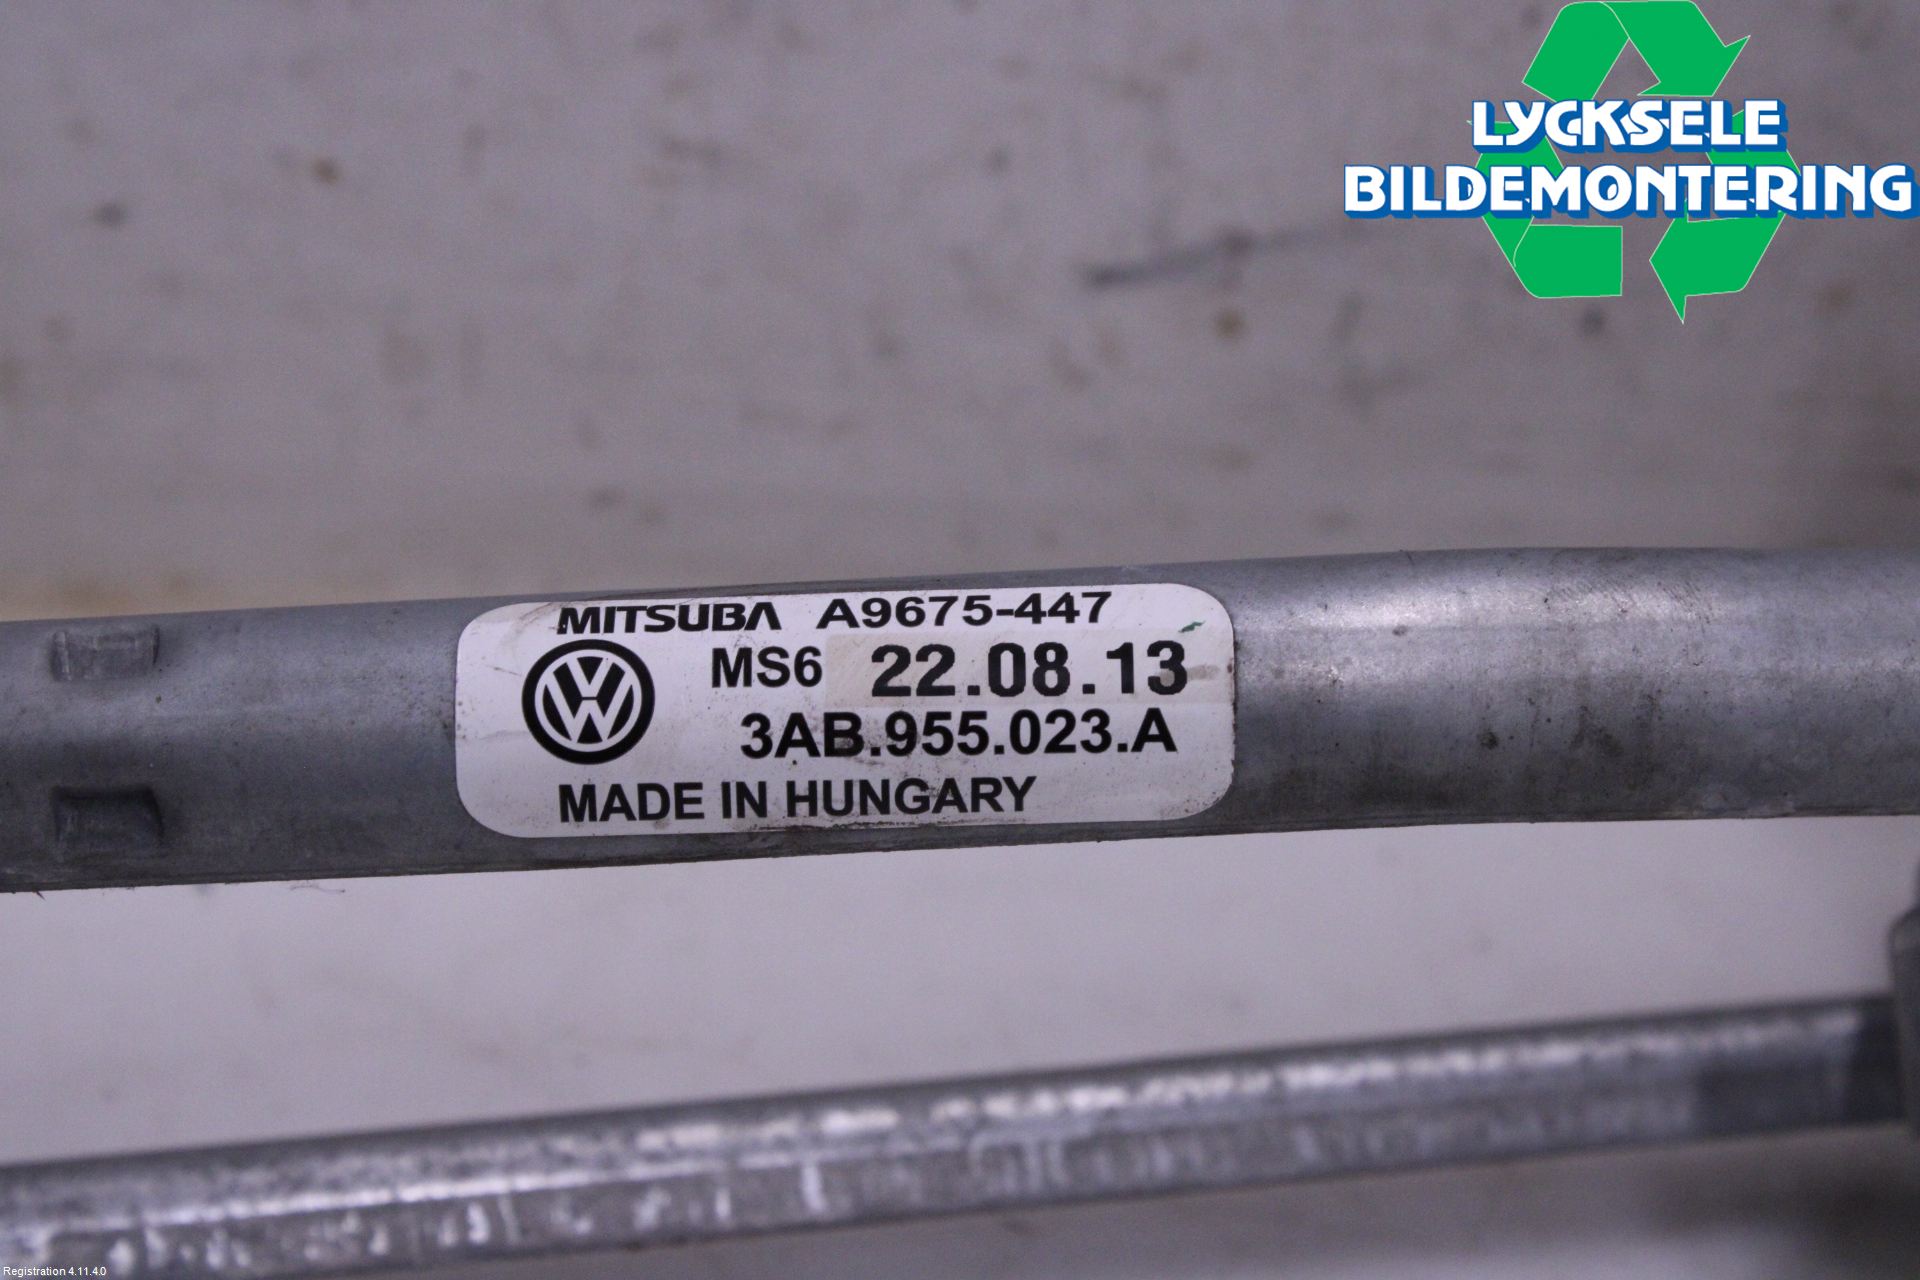 LYCKSELE
BILDEMONTERING
MITSUBA A9675-447
MS6 22.08.13
3AB.955.023.A
MADE IN HUNGARY
Registration 4.11.4.0